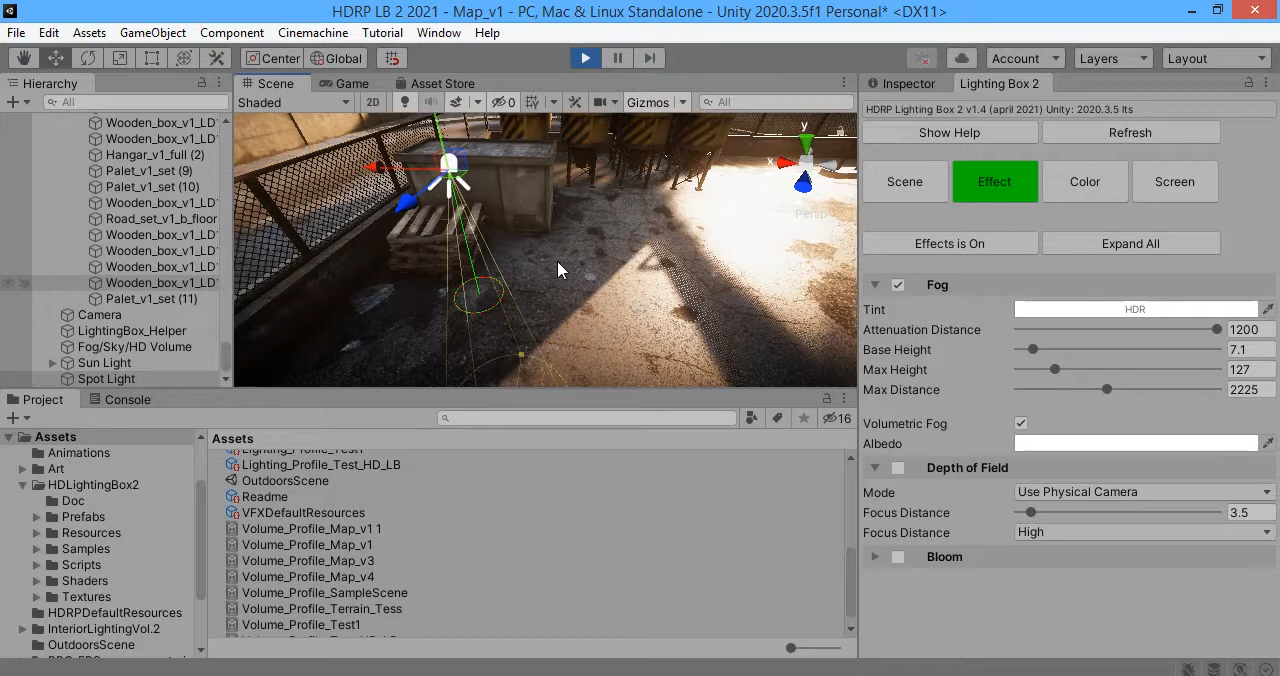 HDRP LB 2 2021 - Map_v1 - PC, Mac & Linux Standalone - Unity 2020.3.5f1 Personal* <DX11>
File Edit Assets GameObject Component Cinemachine Tutorial Window Help
Center Global Account Layers Layout
Hierarchy Scene Game Asset Store Inspector Lighting Box 2
All Shaded 2D 0 Gizmos All HDRP Lighting Box 2 v1.4 (april 2021) Unity: 2020.3.5 lts
Wooden_box_v1_LD
Wooden_box_v1_LD
Hangar_v1_full (2)
Palet_v1_set (9)
Palet_v1_set (10)
Wooden_box_v1_LD
Road_set_v1_b_floor
Wooden_box_v1_LD
Wooden_box_v1_LD
Wooden_box_v1_LD
Wooden_box_v1_LD
Palet_v1_set (11)
Camera
LightingBox_Helper
Fog/Sky/HD Volume
Sun Light
Spot Light
y
x
Persp
Show Help Refresh
Scene Effect Color Screen
Effects is On Expand All
Fog
Tint HDR
Attenuation Distance 1200
Base Height 7.1
Max Height 127
Max Distance 2225
Volumetric Fog
Albedo
Depth of Field
Mode Use Physical Camera
Focus Distance 3.5
Focus Distance High
Bloom
Project Console
16
Assets
Animations
Art
HDLightingBox2
Doc
Prefabs
Resources
Samples
Scripts
Shaders
Textures
HDRPDefaultResources
InteriorLightingVol.2
OutdoorsScene
Assets
Lighting_Profile_Test1
Lighting_Profile_Test_HD_LB
OutdoorsScene
Readme
VFXDefaultResources
Volume_Profile_Map_v1 1
Volume_Profile_Map_v1
Volume_Profile_Map_v3
Volume_Profile_Map_v4
Volume_Profile_SampleScene
Volume_Profile_Terrain_Tess
Volume_Profile_Test1